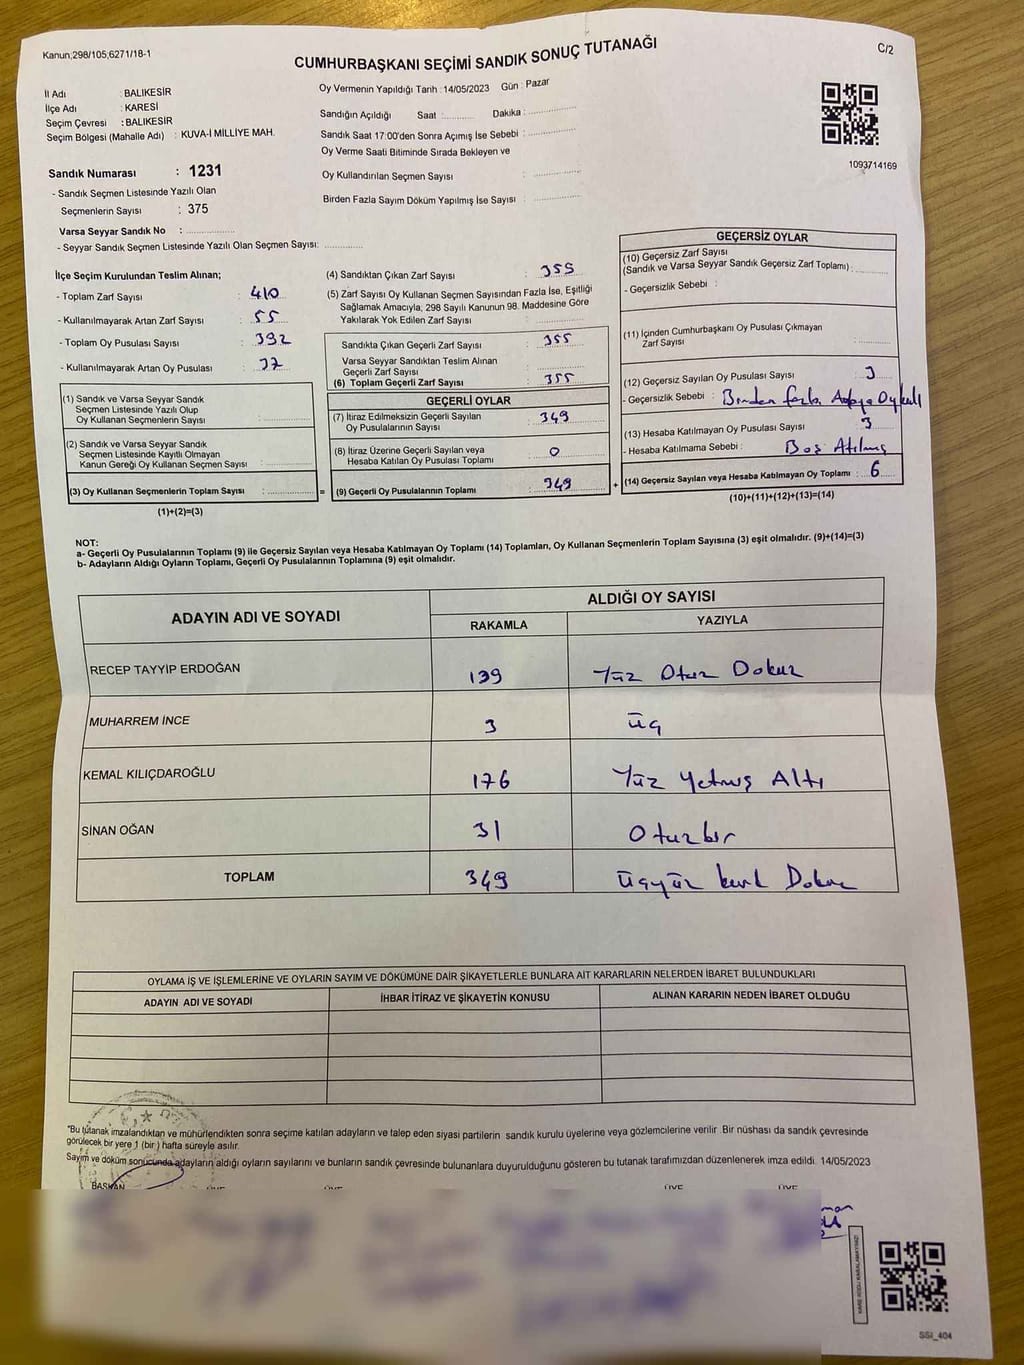 Kanun;298/105;6271/18-1
CUMHURBAŞKANI SEÇİMİ SANDIK SONUÇ TUTANAĞI
C/2
İl Adı : BALIKESİR
İlçe Adı : KARESİ
Seçim Çevresi : BALIKESİR
Seçim Bölgesi (Mahalle Adı) : KUVA-İ MİLLİYE MAH.
Sandık Numarası : 1231
- Sandık Seçmen Listesinde Yazılı Olan
Seçmenlerin Sayısı : 375
Varsa Seyyar Sandık No :
- Seyyar Sandık Seçmen Listesinde Yazılı Olan Seçmen Sayısı:
Oy Vermenin Yapıldığı Tarih :14/05/2023 Gün : Pazar
Sandığın Açıldığı Saat : Dakika :
Sandık Saat 17:00'den Sonra Açımış İse Sebebi :
Oy Verme Saati Bitiminde Sırada Bekleyen ve
Oy Kullandırılan Seçmen Sayısı :
Birden Fazla Sayım Döküm Yapılmış İse Sayısı :
1093714169
İlçe Seçim Kurulundan Teslim Alınan;
- Toplam Zarf Sayısı : 410
- Kullanılmayarak Artan Zarf Sayısı : 55
- Toplam Oy Pusulası Sayısı : 392
- Kullanılmayarak Artan Oy Pusulası : 37
(1) Sandık ve Varsa Seyyar Sandık
Seçmen Listesinde Yazılı Olup
Oy Kullanan Seçmenlerin Sayısı :
(2) Sandık ve Varsa Seyyar Sandık
Seçmen Listesinde Kayıtlı Olmayan
Kanun Gereği Oy Kullanan Seçmen Sayısı :
(3) Oy Kullanan Seçmenlerin Toplam Sayısı :
(1)+(2)=(3)
(4) Sandıktan Çıkan Zarf Sayısı : 355
(5) Zarf Sayısı Oy Kullanan Seçmen Sayısından Fazla İse, Eşitliği
Sağlamak Amacıyla, 298 Sayılı Kanunun 98. Maddesine Göre
Yakılarak Yok Edilen Zarf Sayısı :
Sandıkta Çıkan Geçerli Zarf Sayısı : 355
Varsa Seyyar Sandıktan Teslim Alınan
Geçerli Zarf Sayısı :
(6) Toplam Geçerli Zarf Sayısı : 355
GEÇERLİ OYLAR
(7) İtiraz Edilmeksizin Geçerli Sayılan
Oy Pusulalarının Sayısı : 349
(8) İtiraz Üzerine Geçerli Sayılan veya
Hesaba Katılan Oy Pusulası Toplamı : 0
= (9) Geçerli Oy Pusulalarının Toplamı : 349
GEÇERSİZ OYLAR
(10) Geçersiz Zarf Sayısı
(Sandık ve Varsa Seyyar Sandık Geçersiz Zarf Toplamı) :
- Geçersizlik Sebebi :
(11) İçinden Cumhurbaşkanı Oy Pusulası Çıkmayan
Zarf Sayısı :
(12) Geçersiz Sayılan Oy Pusulası Sayısı : 3
- Geçersizlik Sebebi : Birden fazla Adaya Oy
(13) Hesaba Katılmayan Oy Pusulası Sayısı : 3
- Hesaba Katılmama Sebebi : Boş Atılmış
+ (14) Geçersiz Sayılan veya Hesaba Katılmayan Oy Toplamı : 6
(10)+(11)+(12)+(13)=(14)
NOT:
a- Geçerli Oy Pusulalarının Toplamı (9) ile Geçersiz Sayılan veya Hesaba Katılmayan Oy Toplamı (14) Toplamları, Oy Kullanan Seçmenlerin Toplam Sayısına (3) eşit olmalıdır. (9)+(14)=(3)
b- Adayların Aldığı Oyların Toplamı, Geçerli Oy Pusulalarının Toplamına (9) eşit olmalıdır.
ADAYIN ADI VE SOYADI
ALDIĞI OY SAYISI
RAKAMLA YAZIYLA
RECEP TAYYİP ERDOĞAN 139 Yüz Otuz Dokuz
MUHARREM İNCE 3 üç
KEMAL KILIÇDAROĞLU 176 Yüz Yetmiş Altı
SİNAN OĞAN 31 Otuzbir
TOPLAM 349 üçyüz kırk Dokuz
OYLAMA İŞ VE İŞLEMLERİNE VE OYLARIN SAYIM VE DÖKÜMÜNE DAİR ŞİKAYETLERLE BUNLARA AİT KARARLARIN NELERDEN İBARET BULUNDUKLARI
ADAYIN ADI VE SOYADI İHBAR İTİRAZ VE ŞİKAYETİN KONUSU ALINAN KARARIN NEDEN İBARET OLDUĞU
"Bu tutanak imzalandıktan ve mühürlendikten sonra seçime katılan adayların ve talep eden siyasi partilerin sandık kurulu üyelerine veya gözlemcilerine verilir. Bir nüshası da sandık çevresinde
görülecek bir yere 1 (bir) hafta süreyle asılır.
Sayım ve döküm sonucunda adayların aldığı oyların sayılarını ve bunların sandık çevresinde bulunanlara duyurulduğunu gösteren bu tutanak tarafımızdan düzenlenerek imza edildi. 14/05/2023
BAŞKAN ÜYE ÜYE ÜYE ÜYE
KARE KODU KARALAMAYINIZ!
SSI_404